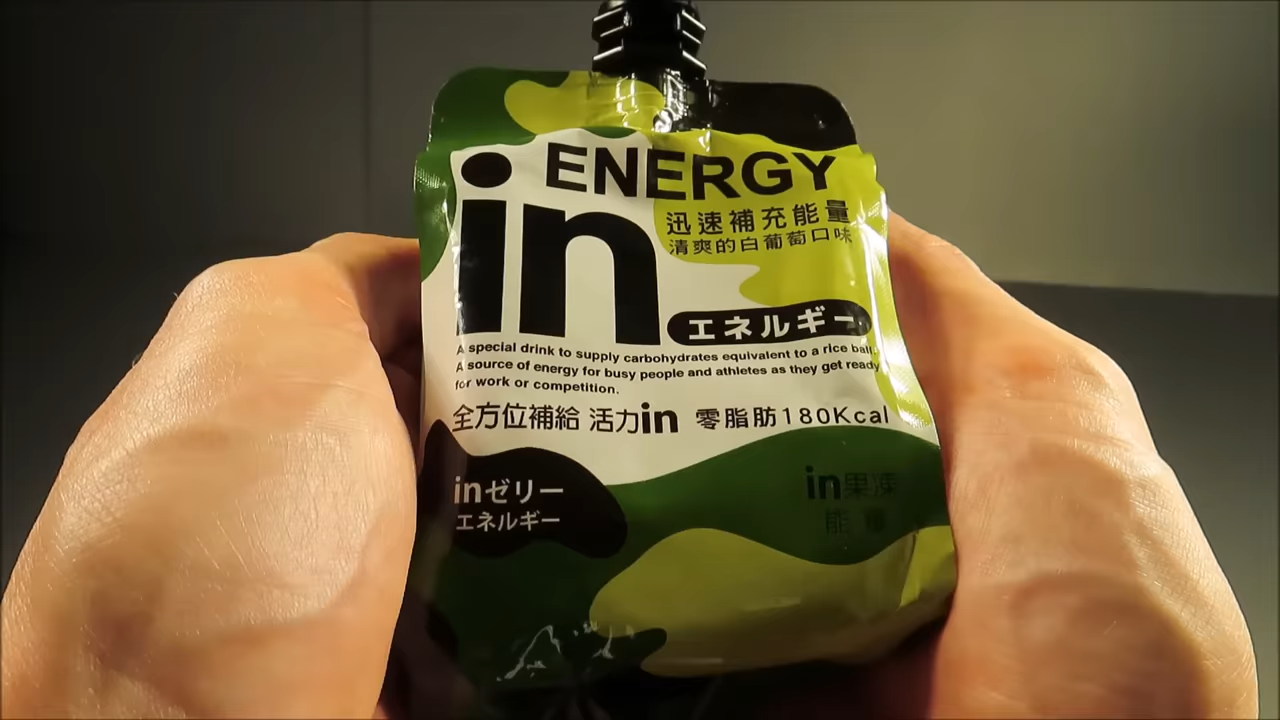 ENERGY
in
迅速補充能量
清爽的白葡萄口味
エネルギー
A special drink to supply carbohydrates equivalent to a rice ball.
A source of energy for busy people and athletes as they get ready
for work or competition.
全方位補給 活力in 零脂肪180Kcal
inゼリー
エネルギー
in果凍
能量